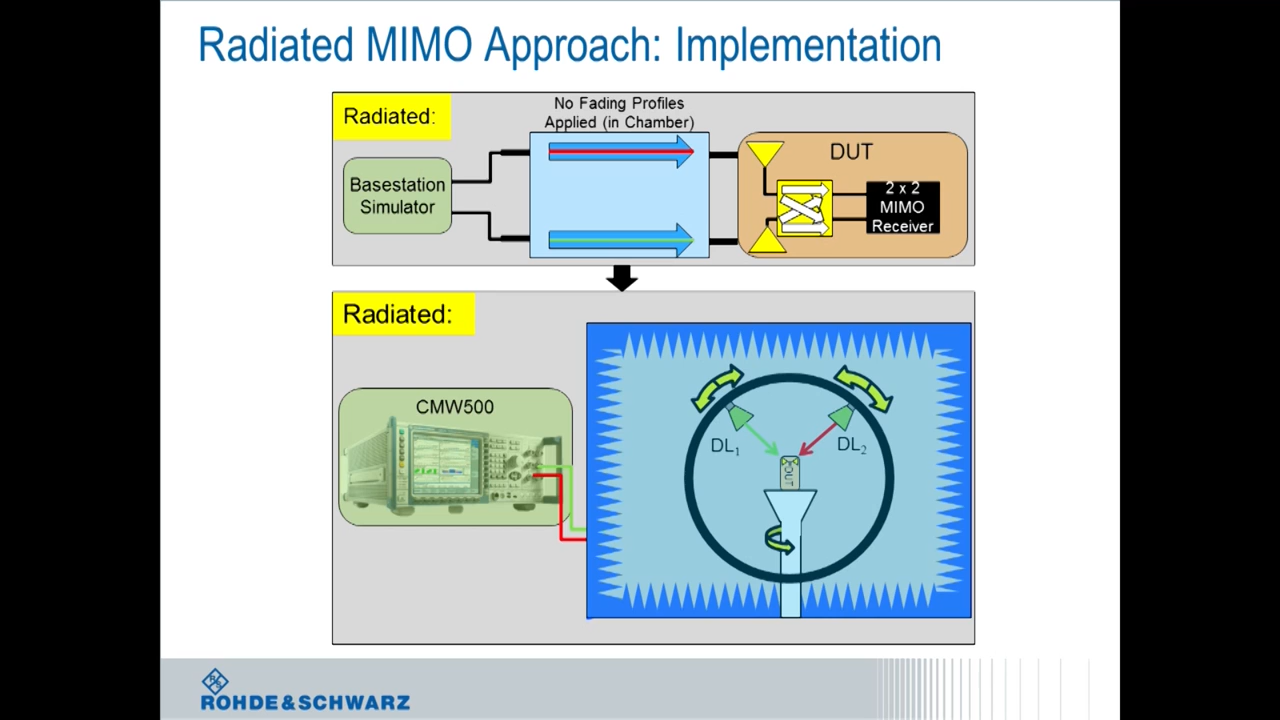 Radiated MIMO Approach: Implementation
Radiated:
No Fading Profiles
Applied (in Chamber)
Basestation
Simulator
DUT
2 x 2
MIMO
Receiver
Radiated:
CMW500
DL1
DL2
DUT
ROHDE & SCHWARZ